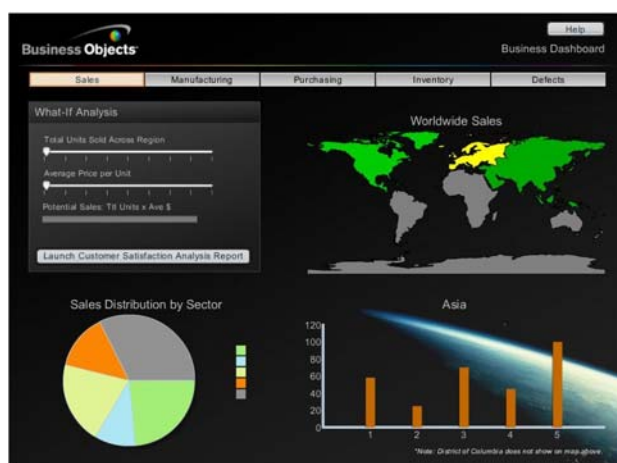 Help
Business Objects
Business Dashboard
Sales Manufacturing Purchasing Inventory Defects
What-If Analysis
Total Units Sold Across Region
Average Price per Unit
Potential Sales: Ttl Units x Ave $
Launch Customer Satisfaction Analysis Report
Worldwide Sales
Sales Distribution by Sector
Asia
120
100
80
60
40
20
0
1 2 3 4 5
*Note: District of Columbia does not show on map above.